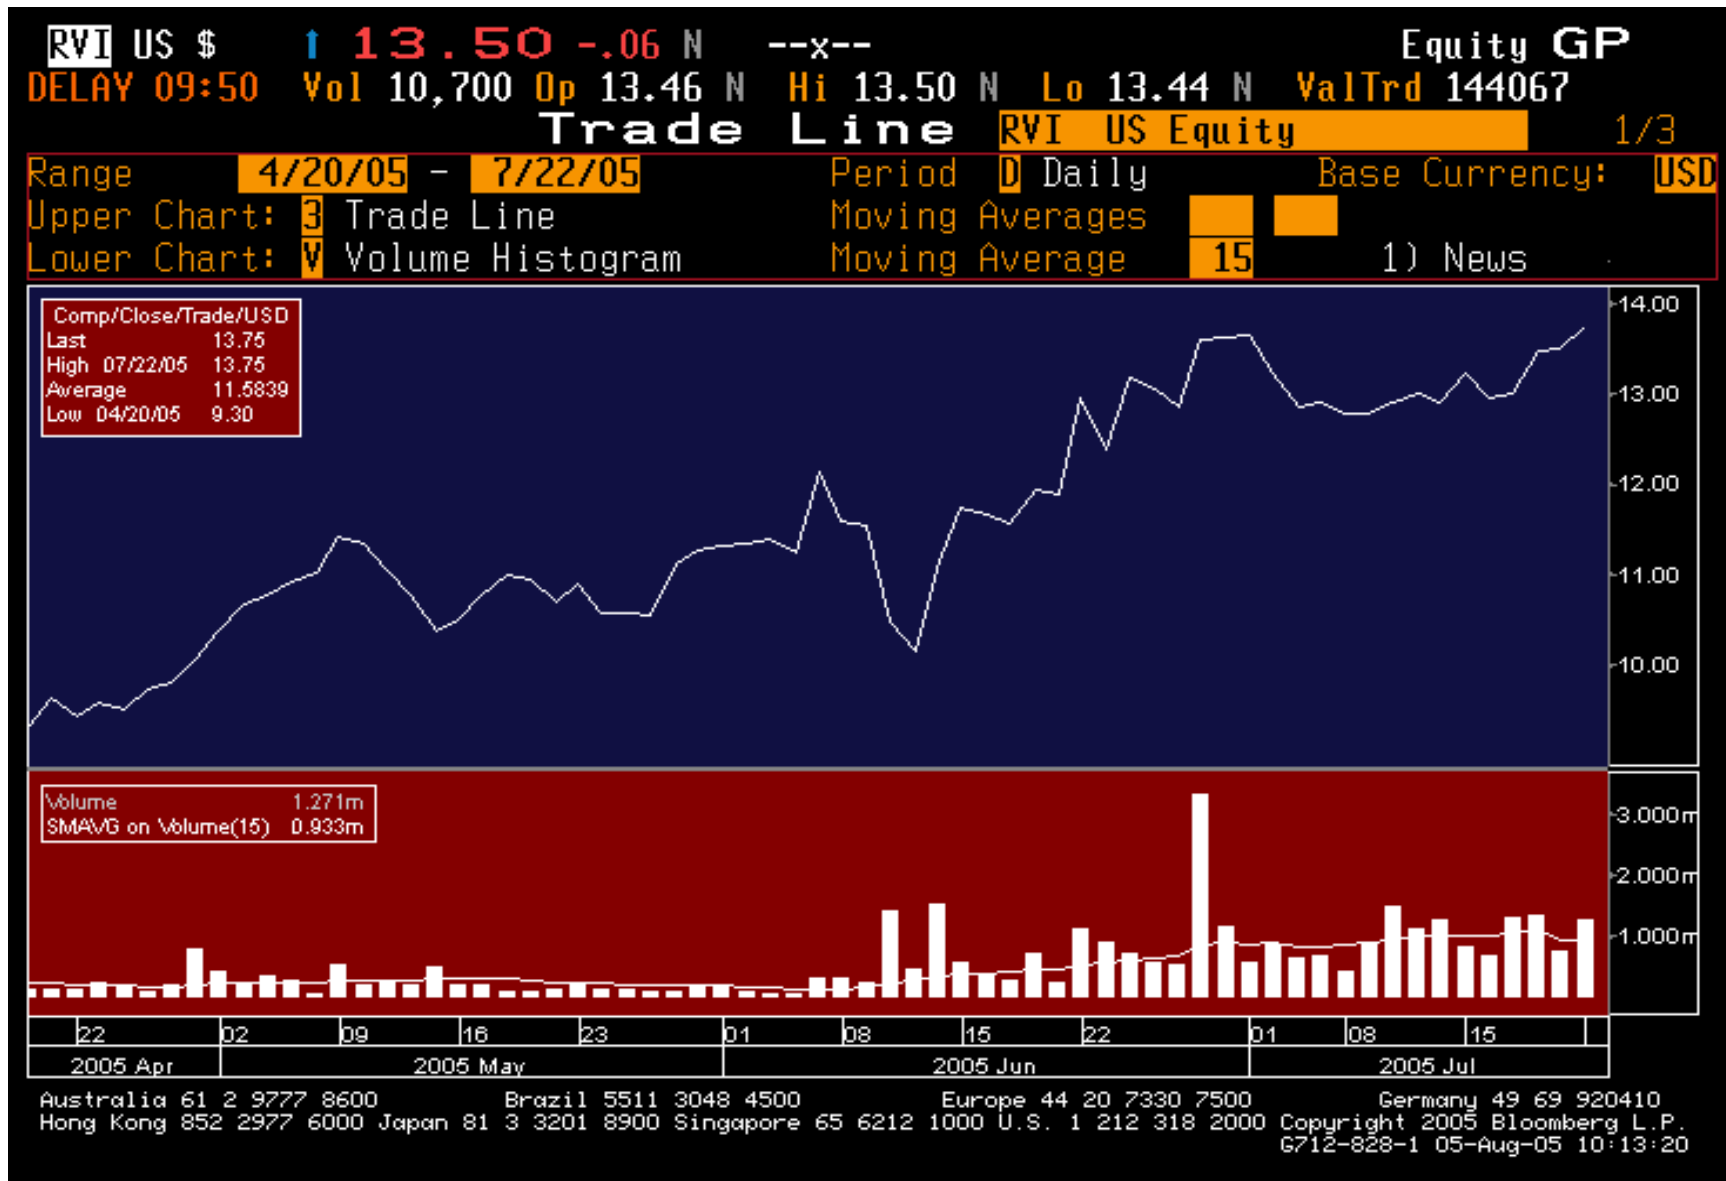 RVI US $ ↑ 13.50 -.06 N --x-- Equity GP
DELAY 09:50 Vol 10,700 Op 13.46 N Hi 13.50 N Lo 13.44 N ValTrd 144067
Trade Line RVI US Equity 1/3
Range 4/20/05 - 7/22/05 Period D Daily Base Currency: USD
Upper Chart: 3 Trade Line Moving Averages
Lower Chart: V Volume Histogram Moving Average 15 1) News
Comp/Close/Trade/USD
Last 13.75
High 07/22/05 13.75
Average 11.5839
Low 04/20/05 9.30
14.00
13.00
12.00
11.00
10.00
Volume 1.271m
SMAVG on Volume(15) 0.933m
3.000m
2.000m
1.000m
22 02 09 16 23 01 08 15 22 01 08 15
2005 Apr 2005 May 2005 Jun 2005 Jul
Australia 61 2 9777 8600 Brazil 5511 3048 4500 Europe 44 20 7330 7500 Germany 49 69 920410
Hong Kong 852 2977 6000 Japan 81 3 3201 8900 Singapore 65 6212 1000 U.S. 1 212 318 2000 Copyright 2005 Bloomberg L.P.
G712-828-1 05-Aug-05 10:13:20